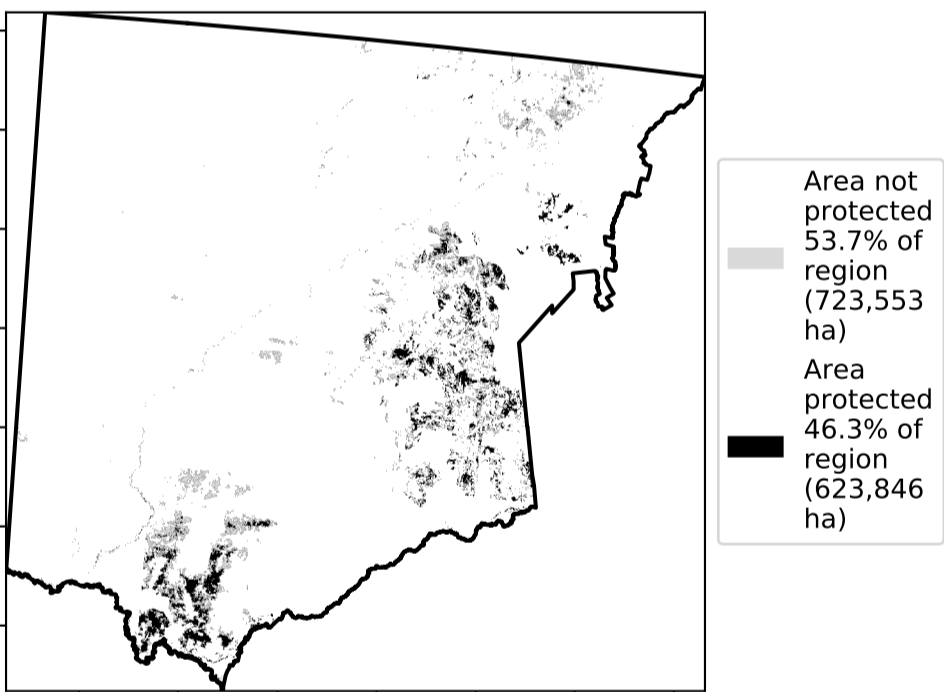 Area not
protected
53.7% of
region
(723,553
ha)
Area
protected
46.3% of
region
(623,846
ha)